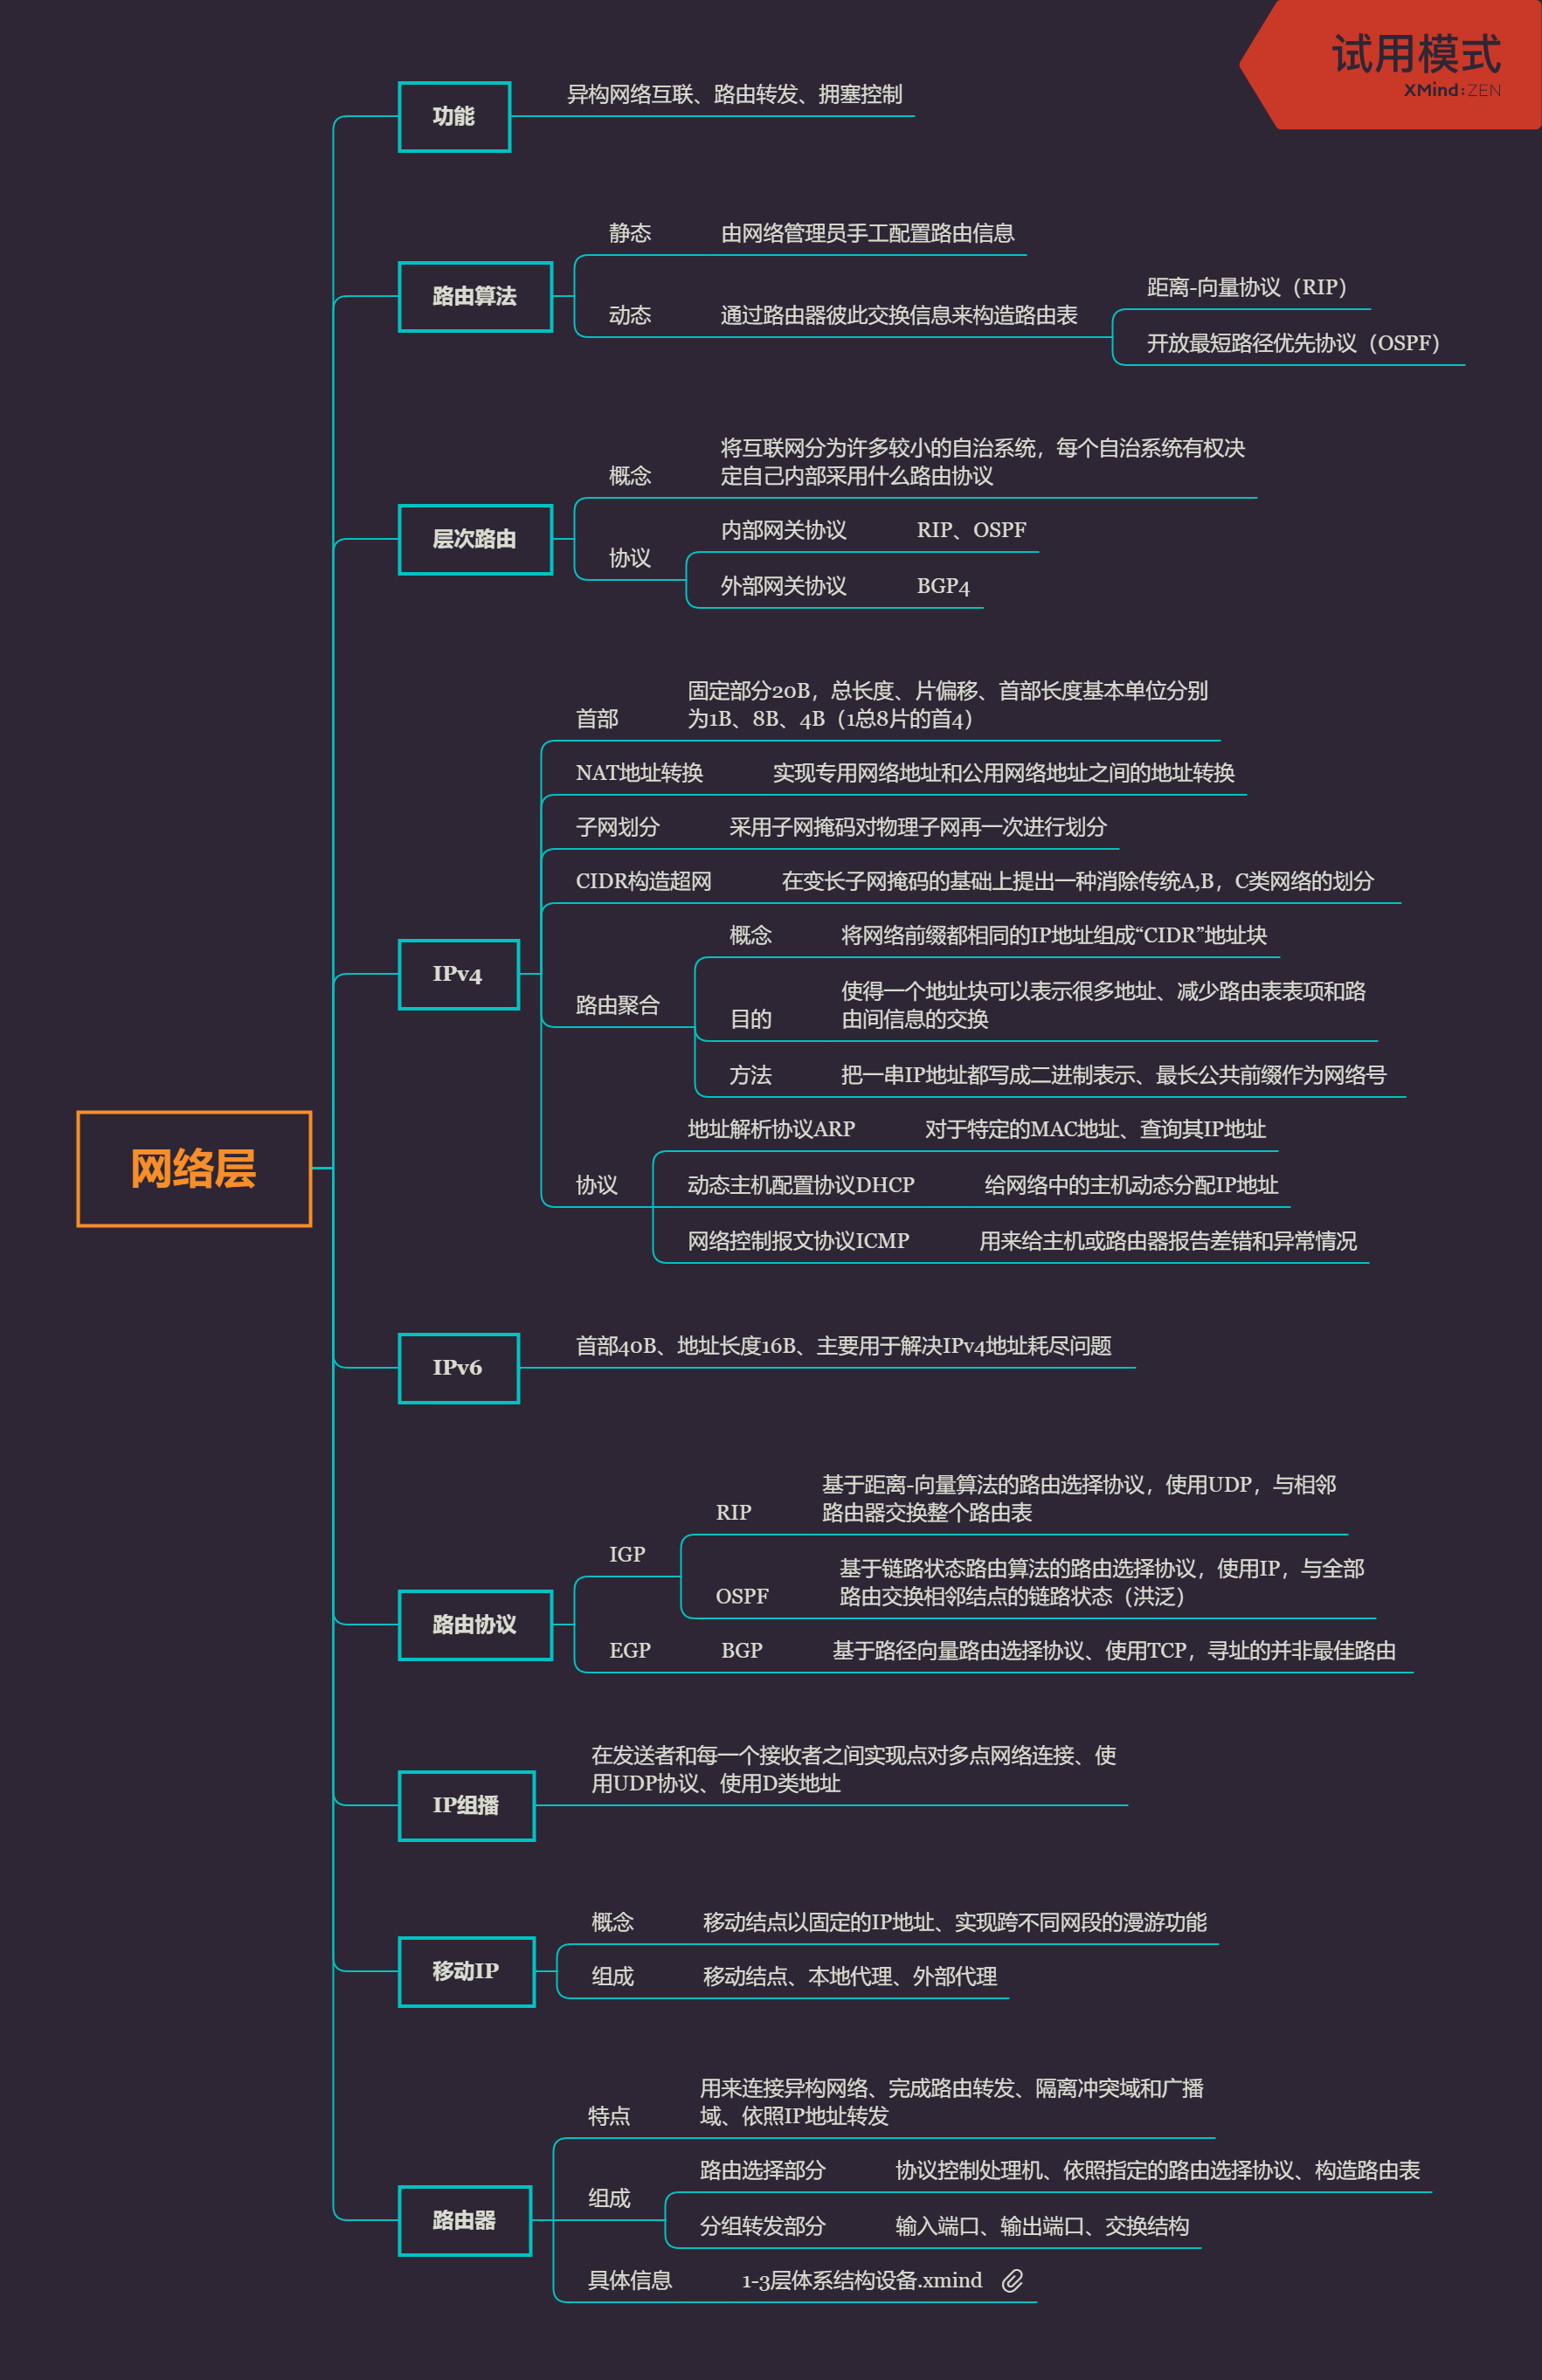 试用模式
XMind:ZEN
网络层
功能
异构网络互联、路由转发、拥塞控制
路由算法
静态
由网络管理员手工配置路由信息
动态
通过路由器彼此交换信息来构造路由表
距离-向量协议（RIP）
开放最短路径优先协议（OSPF）
层次路由
概念
将互联网分为许多较小的自治系统，每个自治系统有权决
定自己内部采用什么路由协议
协议
内部网关协议
RIP、OSPF
外部网关协议
BGP4
IPv4
首部
固定部分20B，总长度、片偏移、首部长度基本单位分别
为1B、8B、4B（1总8片的首4）
NAT地址转换
实现专用网络地址和公用网络地址之间的地址转换
子网划分
采用子网掩码对物理子网再一次进行划分
CIDR构造超网
在变长子网掩码的基础上提出一种消除传统A,B，C类网络的划分
路由聚合
概念
将网络前缀都相同的IP地址组成“CIDR”地址块
目的
使得一个地址块可以表示很多地址、减少路由表表项和路
由间信息的交换
方法
把一串IP地址都写成二进制表示、最长公共前缀作为网络号
协议
地址解析协议ARP
对于特定的MAC地址、查询其IP地址
动态主机配置协议DHCP
给网络中的主机动态分配IP地址
网络控制报文协议ICMP
用来给主机或路由器报告差错和异常情况
IPv6
首部40B、地址长度16B、主要用于解决IPv4地址耗尽问题
路由协议
IGP
RIP
基于距离-向量算法的路由选择协议，使用UDP，与相邻
路由器交换整个路由表
OSPF
基于链路状态路由算法的路由选择协议，使用IP，与全部
路由交换相邻结点的链路状态（洪泛）
EGP
BGP
基于路径向量路由选择协议、使用TCP，寻址的并非最佳路由
IP组播
在发送者和每一个接收者之间实现点对多点网络连接、使
用UDP协议、使用D类地址
移动IP
概念
移动结点以固定的IP地址、实现跨不同网段的漫游功能
组成
移动结点、本地代理、外部代理
路由器
特点
用来连接异构网络、完成路由转发、隔离冲突域和广播
域、依照IP地址转发
组成
路由选择部分
协议控制处理机、依照指定的路由选择协议、构造路由表
分组转发部分
输入端口、输出端口、交换结构
具体信息
1-3层体系结构设备.xmind